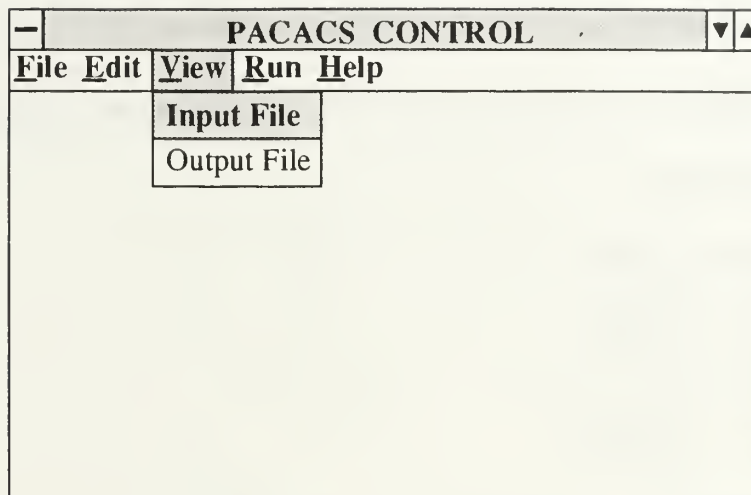 PACACS CONTROL
File Edit View Run Help
Input File
Output File